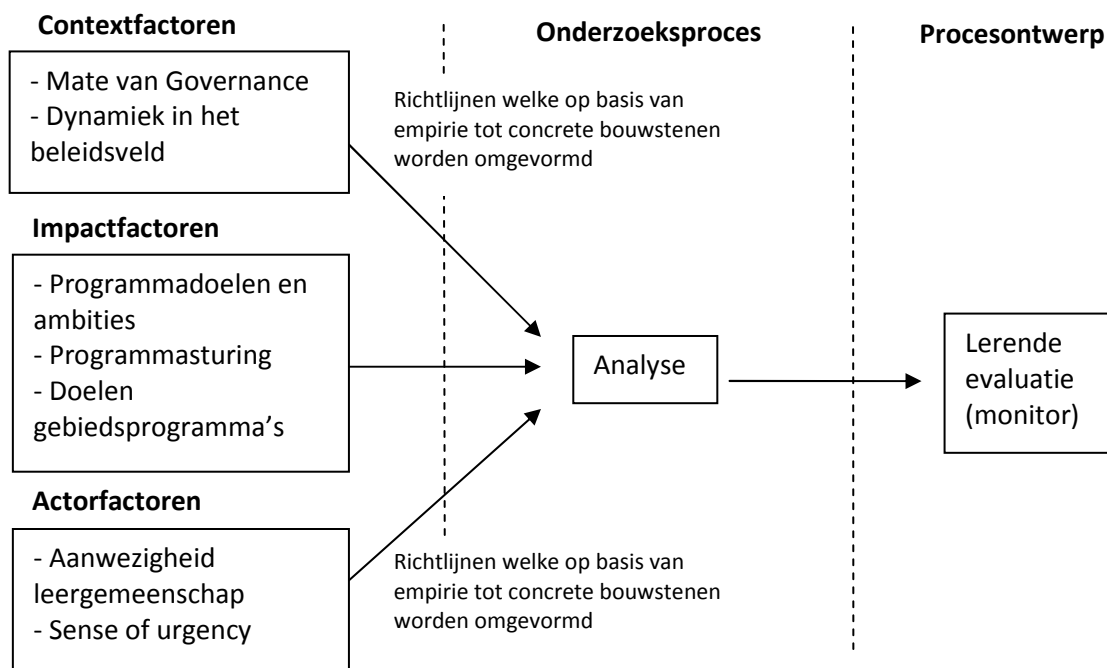 Contextfactoren
- Mate van Governance
- Dynamiek in het
beleidsveld
Impactfactoren
- Programmadoelen en
ambities
- Programmasturing
- Doelen
gebiedsprogramma's
Actorfactoren
- Aanwezigheid
leergemeenschap
- Sense of urgency
Onderzoeksproces
Richtlijnen welke op basis van
empirie tot concrete bouwstenen
worden omgevormd
Analyse
Richtlijnen welke op basis van
empirie tot concrete bouwstenen
worden omgevormd
Procesontwerp
Lerende
evaluatie
(monitor)